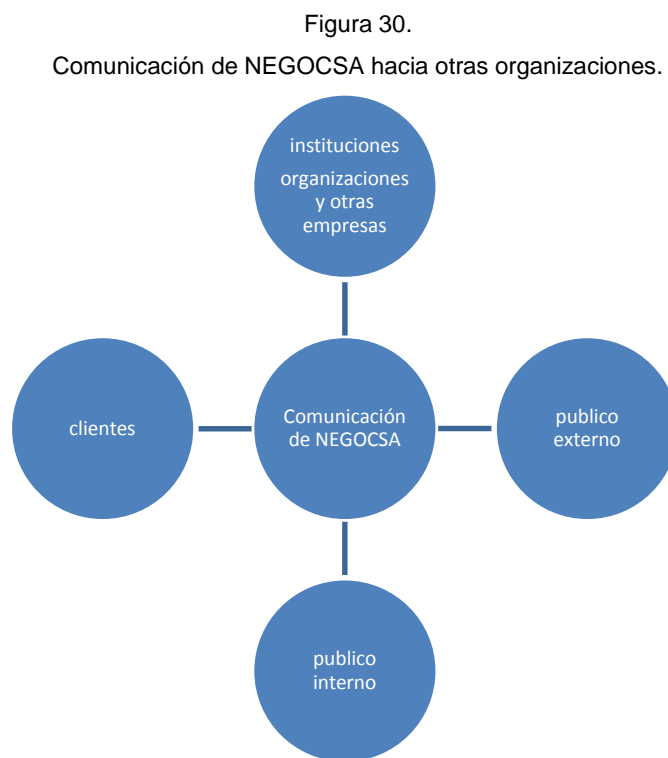 Figura 30.
Comunicación de NEGOCSA hacia otras organizaciones.
instituciones
organizaciones
y otras
empresas
clientes
Comunicación
de NEGOCSA
publico
externo
publico
interno